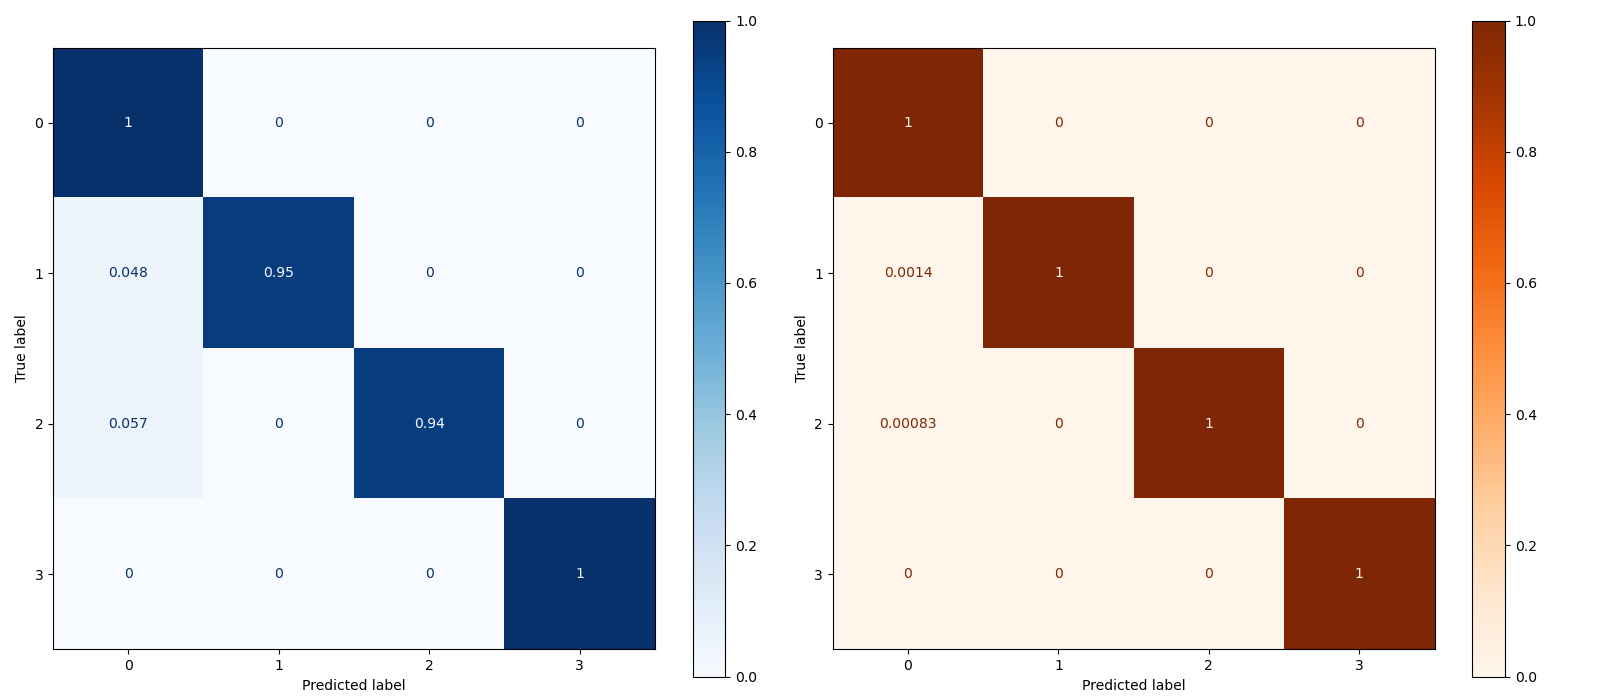 1.0
0 1 0 0 0
0.8
1 0.048 0.95 0 0
0.6
True label
0.4
2 0.057 0 0.94 0
0.2
3 0 0 0 1
0.0
0 1 2 3
Predicted label
1.0
0 1 0 0 0
0.8
1 0.0014 1 0 0
0.6
True label
0.4
2 0.00083 0 1 0
0.2
3 0 0 0 1
0.0
0 1 2 3
Predicted label